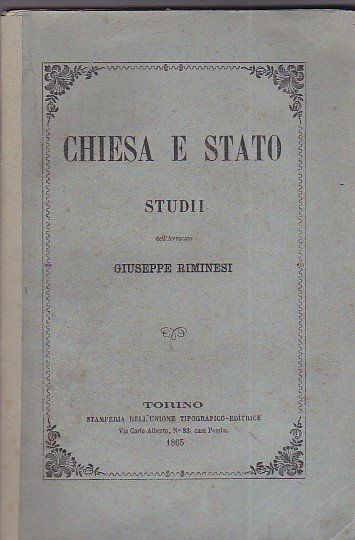 CHIESA E STATO
STUDII
dell'Avvocato
GIUSEPPE RIMINESI
TORINO
STAMPERIA DELL'UNIONE TIPOGRAFICO-EDITRICE
Via Carlo Alberto, Nº 33, casa Pomba.
1865